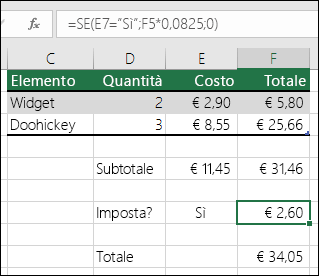 =SE(E7="Sì";F5*0,0825;0)
C D E F
Elemento Quantità Costo Totale
Widget 2 € 2,90 € 5,80
Doohickey 3 € 8,55 € 25,66
Subtotale € 11,45 € 31,46
Imposta? Sì € 2,60
Totale € 34,05